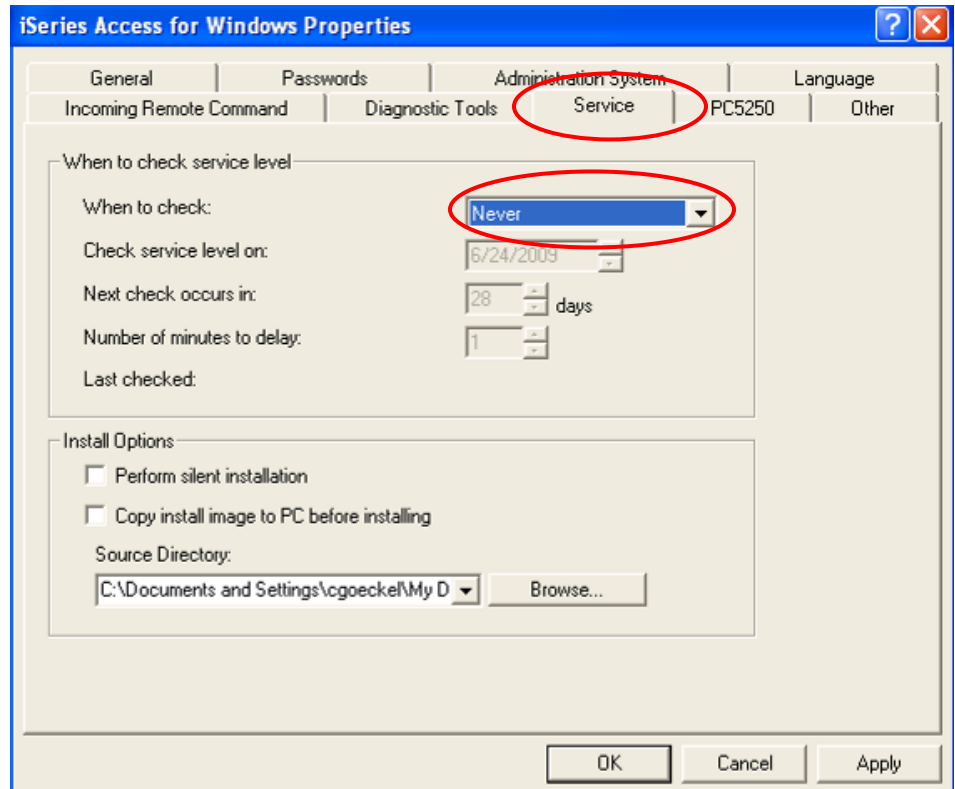 iSeries Access for Windows Properties
General Passwords Administration System Language
Incoming Remote Command Diagnostic Tools Service PC5250 Other
When to check service level
When to check: Never
Check service level on: 6/24/2009
Next check occurs in: 28 days
Number of minutes to delay: 1
Last checked:
Install Options
Perform silent installation
Copy install image to PC before installing
Source Directory:
C:\Documents and Settings\cgoeckel\My D Browse...
OK Cancel Apply